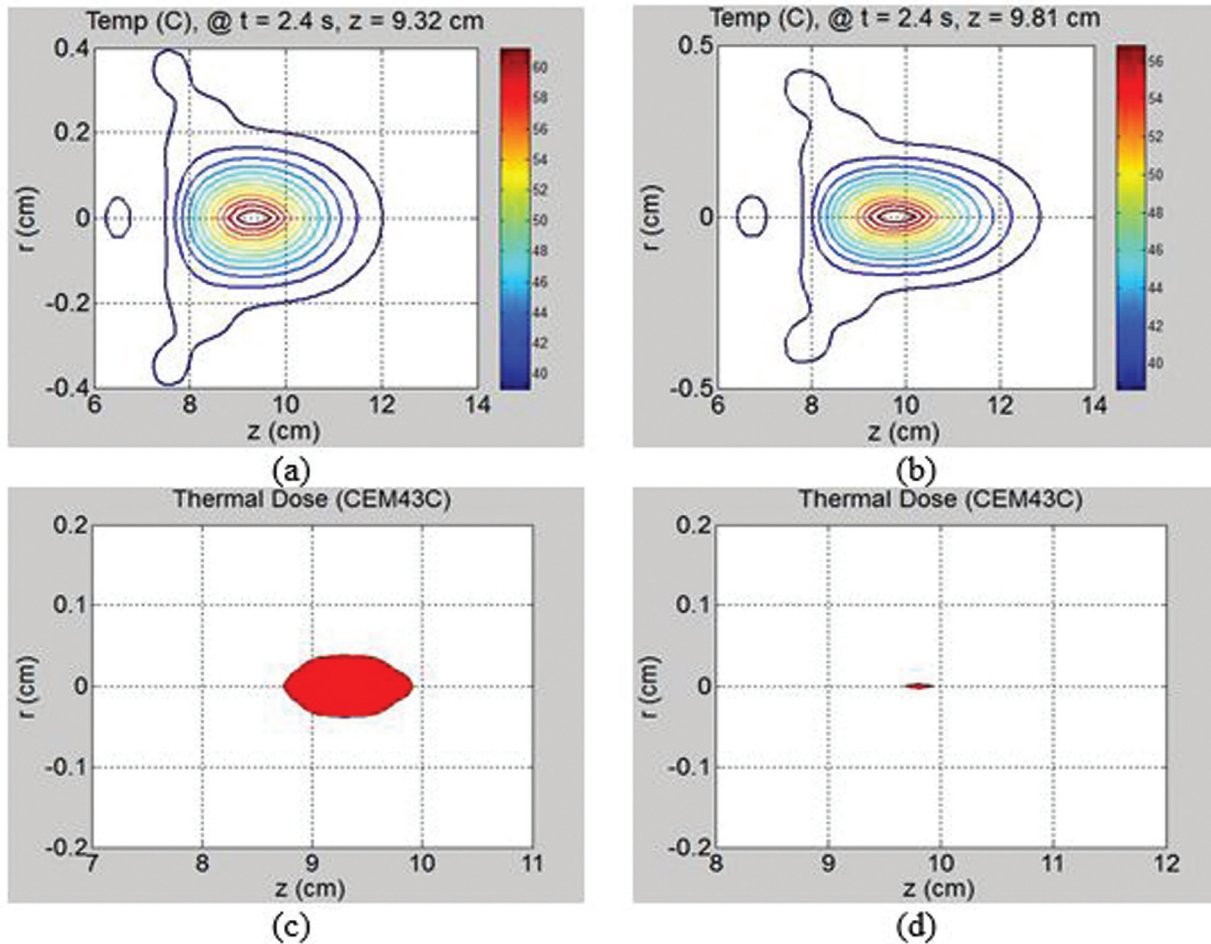 Temp (C), @ t = 2.4 s, z = 9.32 cm
0.4
0.2
0
-0.2
-0.4
r (cm)
6 8 10 12 14
z (cm)
60
58
56
54
52
50
48
46
44
42
40
(a)
Temp (C), @ t = 2.4 s, z = 9.81 cm
0.5
0
-0.5
r (cm)
6 8 10 12 14
z (cm)
56
54
52
50
48
46
44
42
40
(b)
Thermal Dose (CEM43C)
0.2
0.1
0
-0.1
-0.2
r (cm)
7 8 9 10 11
z (cm)
(c)
Thermal Dose (CEM43C)
0.2
0.1
0
-0.1
-0.2
r (cm)
8 9 10 11 12
z (cm)
(d)